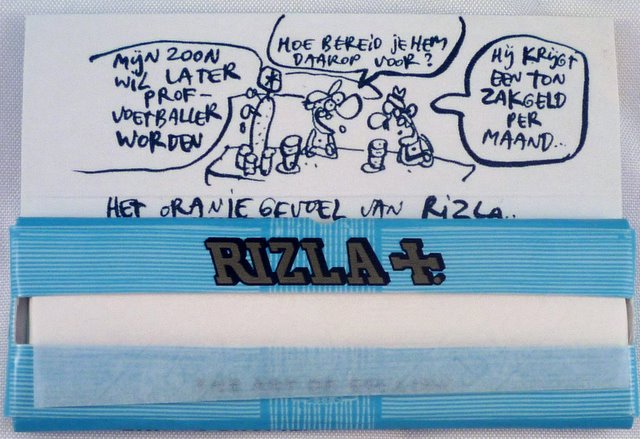 MIJN ZOON
WIL LATER
PROF-
VOETBALLER
WORDEN
HOE BEREID JE HEM
DAAROP VOOR?
HIJ KRIJGT
EEN TON
ZAKGELD
PER
MAAND...
HET ORANJE GEVOEL VAN RIZLA..
RIZLA +.